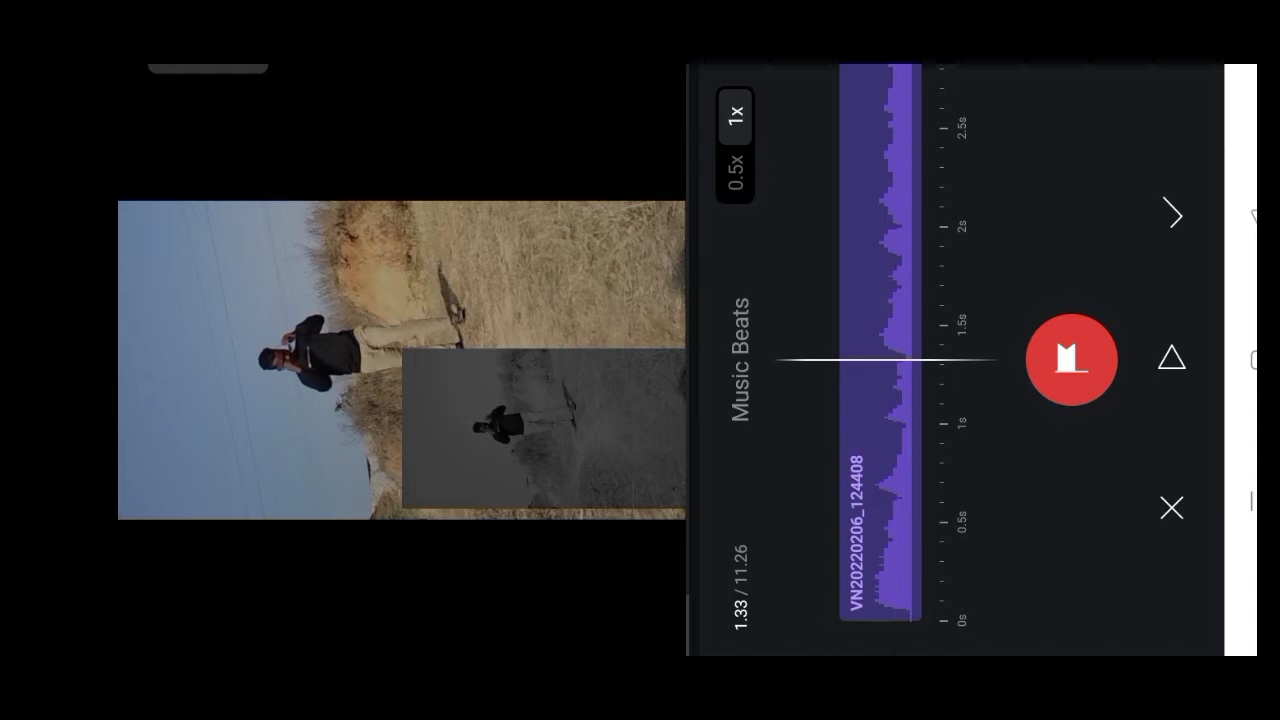 1.33 / 11.26
Music Beats
0.5x
1x
VN20220206_124408
0s
0.5s
1s
1.5s
2s
2.5s